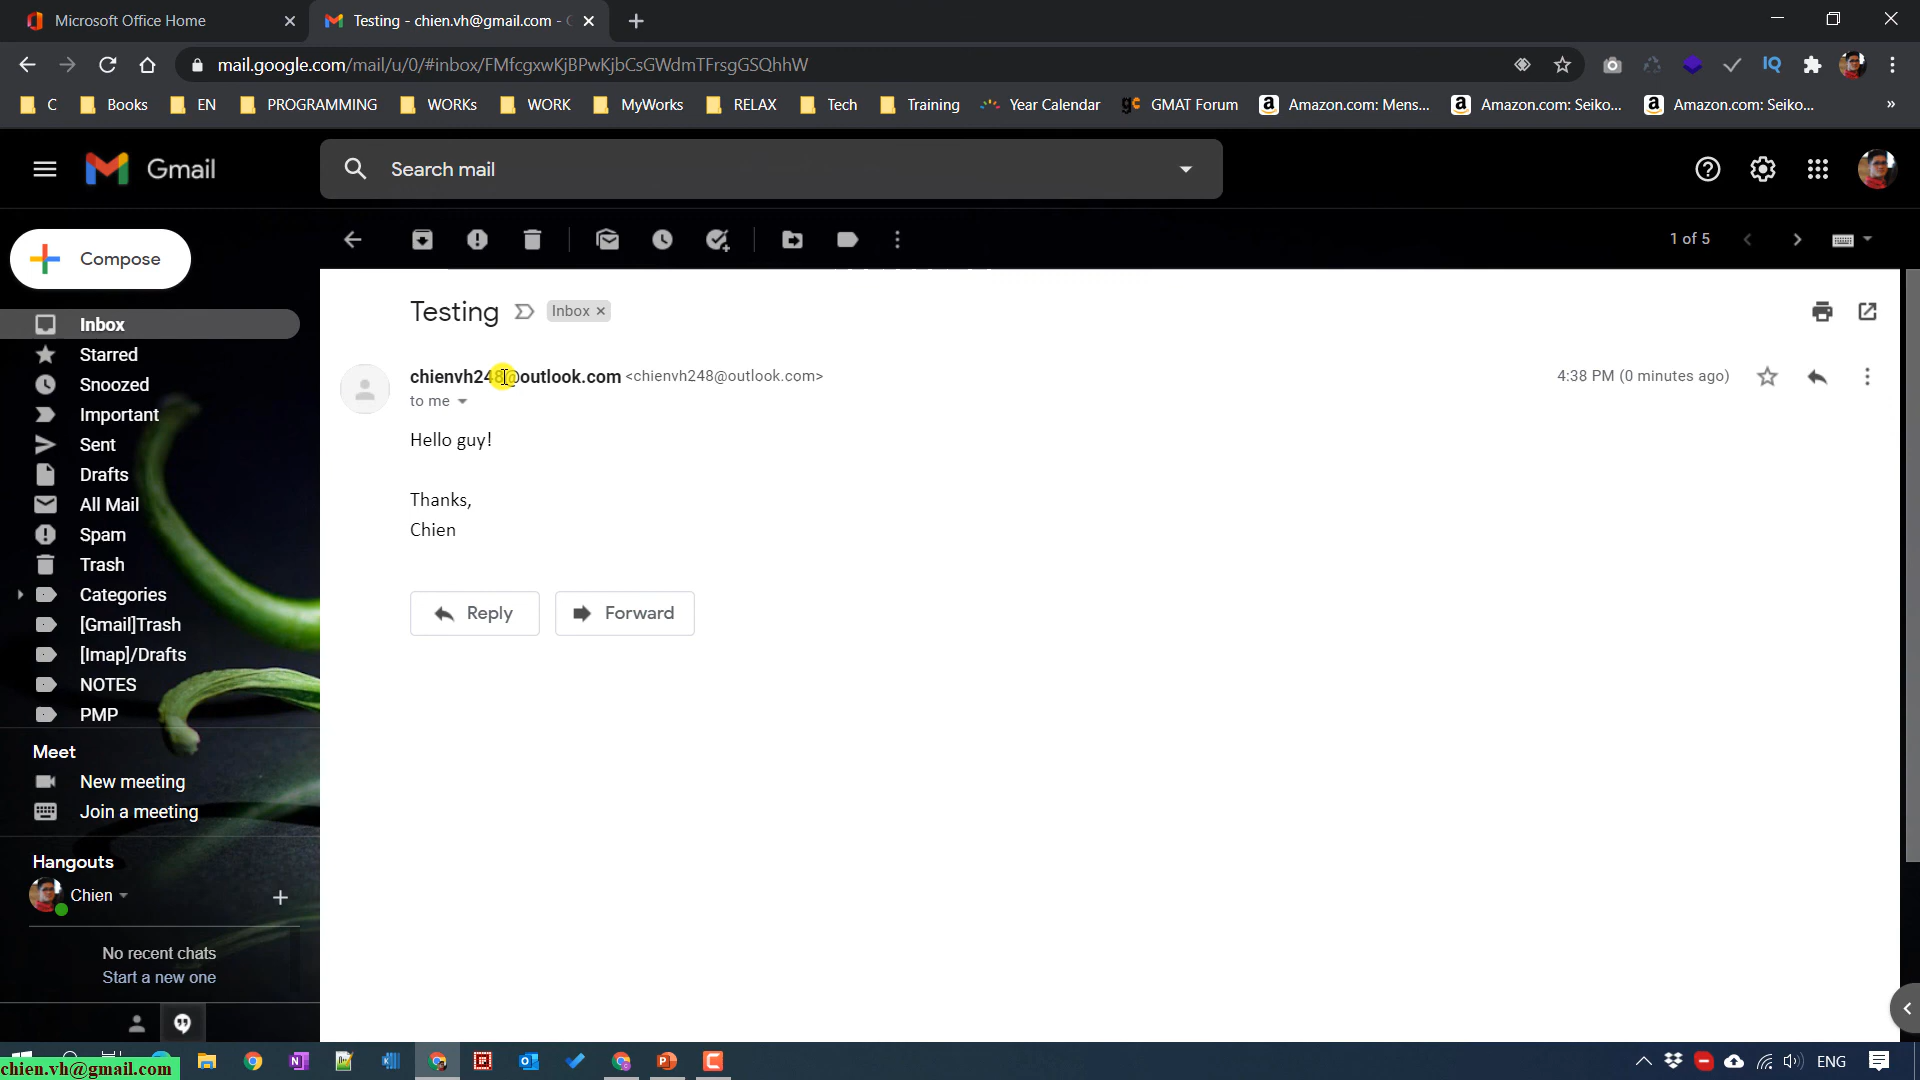 Microsoft Office Home
Testing - chien.vh@gmail.com -
mail.google.com/mail/u/0/#inbox/FMfcgxwKjBPwKjbCsGWdmTFrsgGSQhhW
C
Books
EN
PROGRAMMING
WORKs
WORK
MyWorks
RELAX
Tech
Training
Year Calendar
GMAT Forum
Amazon.com: Mens...
Amazon.com: Seiko...
Amazon.com: Seiko...
Gmail
Search mail
Compose
1 of 5
Inbox
Starred
Snoozed
Important
Sent
Drafts
All Mail
Spam
Trash
Categories
[Gmail]Trash
[Imap]/Drafts
NOTES
PMP
Meet
New meeting
Join a meeting
Hangouts
Chien
No recent chats
Start a new one
Testing
Inbox
chienvh248@outlook.com <chienvh248@outlook.com>
4:38 PM (0 minutes ago)
to me
Hello guy!
Thanks,
Chien
Reply
Forward
chien.vh@gmail.com
ENG